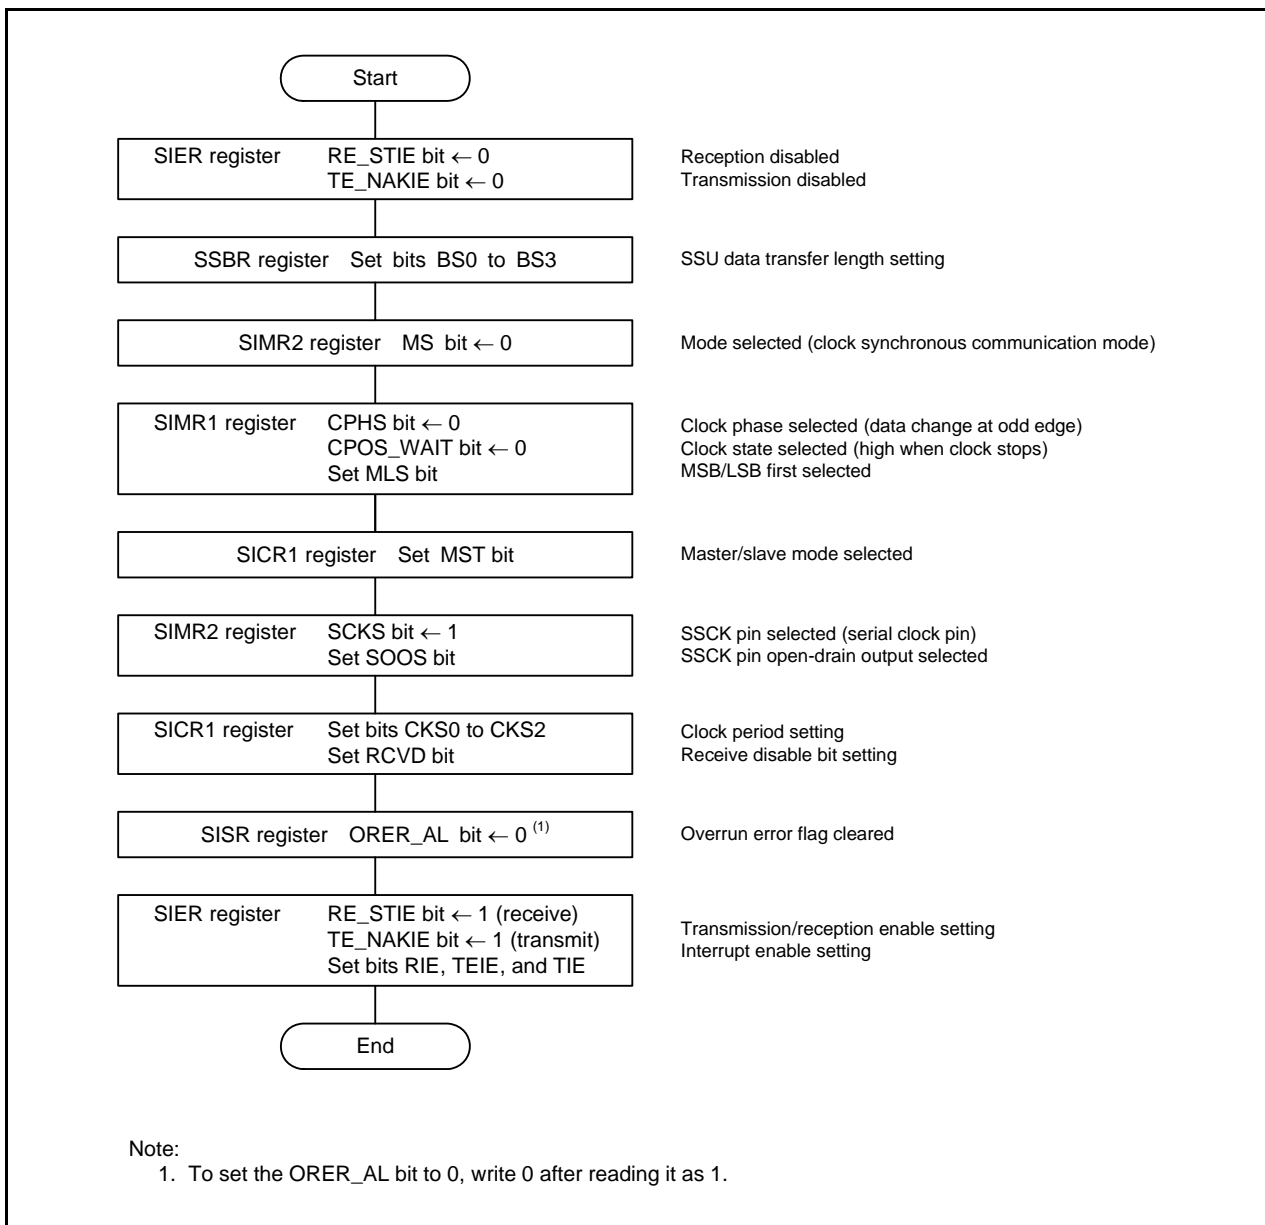 Start
SIER register RE_STIE bit ← 0 Reception disabled
TE_NAKIE bit ← 0 Transmission disabled
SSBR register Set bits BS0 to BS3 SSU data transfer length setting
SIMR2 register MS bit ← 0 Mode selected (clock synchronous communication mode)
SIMR1 register CPHS bit ← 0 Clock phase selected (data change at odd edge)
CPOS_WAIT bit ← 0 Clock state selected (high when clock stops)
Set MLS bit MSB/LSB first selected
SICR1 register Set MST bit Master/slave mode selected
SIMR2 register SCKS bit ← 1 SSCK pin selected (serial clock pin)
Set SOOS bit SSCK pin open-drain output selected
SICR1 register Set bits CKS0 to CKS2 Clock period setting
Set RCVD bit Receive disable bit setting
SISR register ORER_AL bit ← 0 (1) Overrun error flag cleared
SIER register RE_STIE bit ← 1 (receive)
TE_NAKIE bit ← 1 (transmit) Transmission/reception enable setting
Set bits RIE, TEIE, and TIE Interrupt enable setting
End
Note:
1. To set the ORER_AL bit to 0, write 0 after reading it as 1.